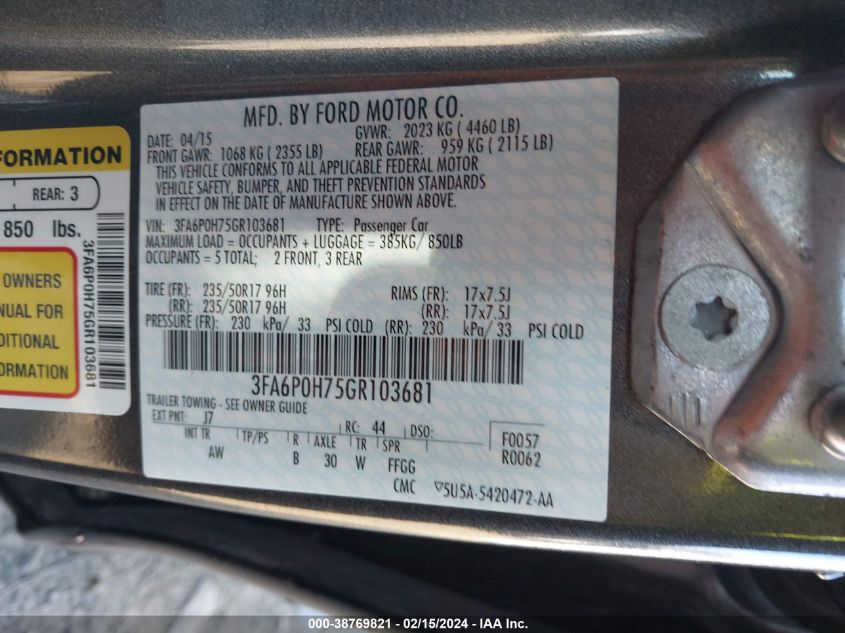 MFD. BY FORD MOTOR CO.
DATE: 04/15 GVWR: 2023 KG ( 4460 LB)
FRONT GAWR: 1068 KG ( 2355 LB) REAR GAWR: 959 KG ( 2115 LB)
THIS VEHICLE CONFORMS TO ALL APPLICABLE FEDERAL MOTOR
VEHICLE SAFETY, BUMPER, AND THEFT PREVENTION STANDARDS
IN EFFECT ON THE DATE OF MANUFACTURE SHOWN ABOVE.
VIN: 3FA6P0H75GR103681 TYPE: Passenger Car
MAXIMUM LOAD = OCCUPANTS + LUGGAGE = 385KG/ 850LB
OCCUPANTS = 5 TOTAL; 2 FRONT, 3 REAR
TIRE (FR): 235/50R17 96H RIMS (FR): 17x7.5J
(RR): 235/50R17 96H (RR): 17x7.5J
PRESSURE (FR): 230 kPa/ 33 PSI COLD (RR): 230 kPa/ 33 PSI COLD
3FA6P0H75GR103681
TRAILER TOWING - SEE OWNER GUIDE
EXT PNT: J7 RC: 44 DSO:
INT TR TP/PS R AXLE TR SPR F0057
AW B 30 W FFGG R0062
CMC 5U5A-5420472-AA
FORMATION
REAR: 3
850 lbs.
OWNERS
NUAL FOR
DITIONAL
ORMATION
3FA6P0H75GR103681
000-38769821 - 02/15/2024 - IAA Inc.